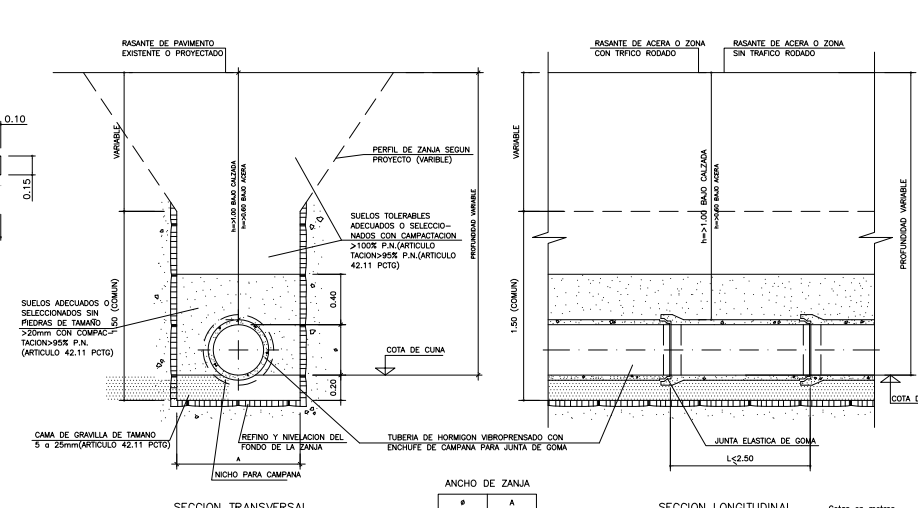 RASANTE DE PAVIMENTO
EXISTENTE O PROYECTADO
RASANTE DE ACERA O ZONA
CON TRFICO RODADO
RASANTE DE ACERA O ZONA
SIN TRAFICO RODADO
0.10
0.15
VARIABLE
h=>1.00 BAJO CALZADA
h=>0.60 BAJO ACERA
PERFIL DE ZANJA SEGUN
PROYECTO (VARIBLE)
PROFUNDIDAD VARIABLE
VARIABLE
h=>1.00 BAJO CALZADA
h=>0.60 BAJO ACERA
PROFUNDIDAD VARIABLE
SUELOS TOLERABLES
ADECUADOS O SELECCIO-
NADOS CON CAMPACTACION
>100% P.N.(ARTICULO
TACION>95% P.N.(ARTICULO
42.11 PCTG)
SUELOS ADECUADOS O
SELECCIONADOS SIN
PIEDRAS DE TAMAÑO
>20mm CON COMPAC-
TACION>95% P.N.
(ARTICULO 42.11 PCTG)
1.50 (COMUN)
0.40
ø
0.20
COTA DE CUNA
1.50 (COMUN)
COTA D
CAMA DE GRAVILLA DE TAMANO
5 a 25mm(ARTICULO 42.11 PCTG)
REFINO Y NIVELACION DEL
FONDO DE LA ZANJA
TUBERIA DE HORMIGON VIBROPRENSADO CON
ENCHUFE DE CAMPANA PARA JUNTA DE GOMA
JUNTA ELASTICA DE GOMA
A
L<2.50
NICHO PARA CAMPANA
ANCHO DE ZANJA
ø A
SECCION TRANSVERSAL
SECCION LONGITUDINAL
Cotas en metros